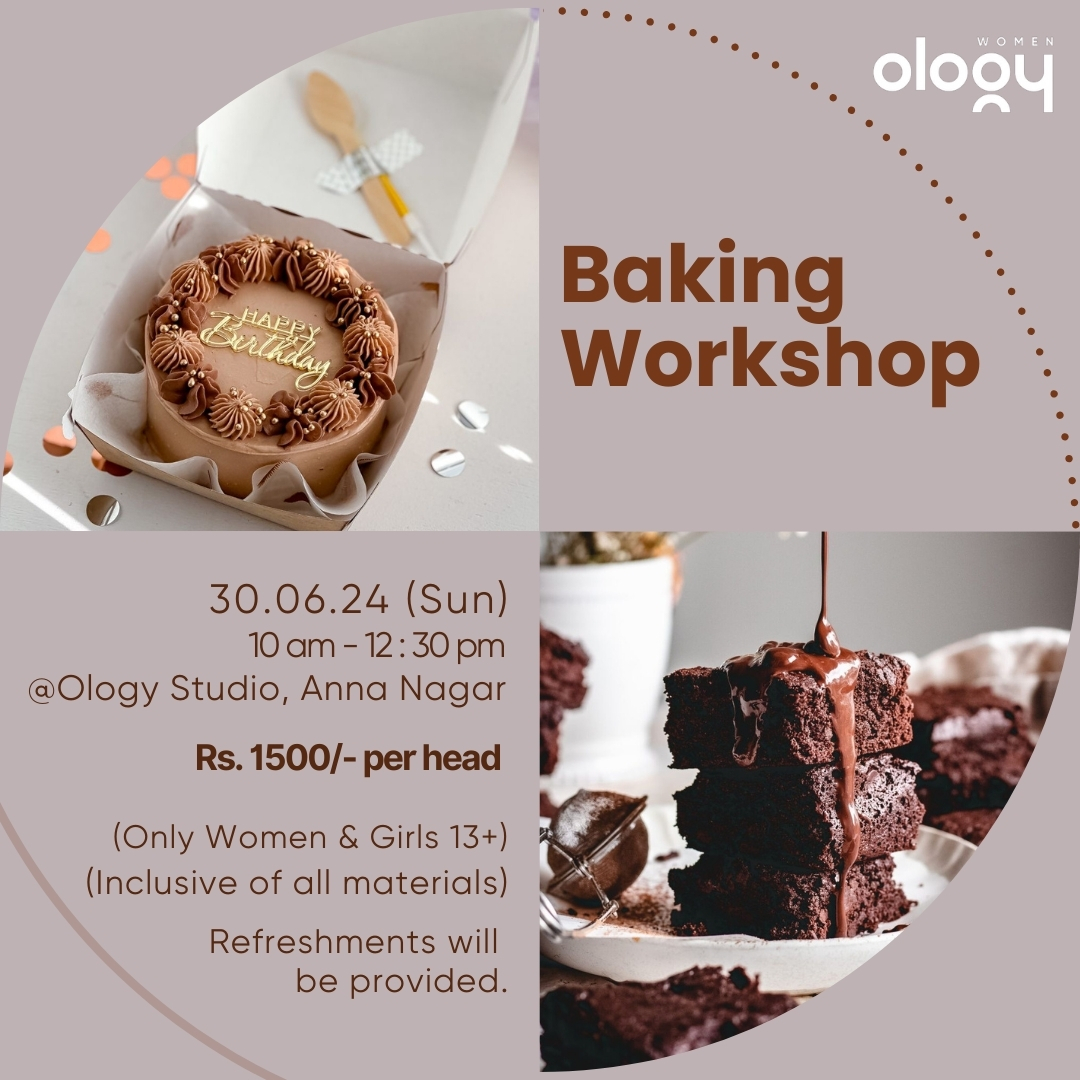 WOMEN
ology
HAPPY
Birthday
Baking
Workshop
30.06.24 (Sun)
10 am - 12 : 30 pm
@Ology Studio, Anna Nagar
Rs. 1500/- per head
(Only Women & Girls 13+)
(Inclusive of all materials)
Refreshments will
be provided.